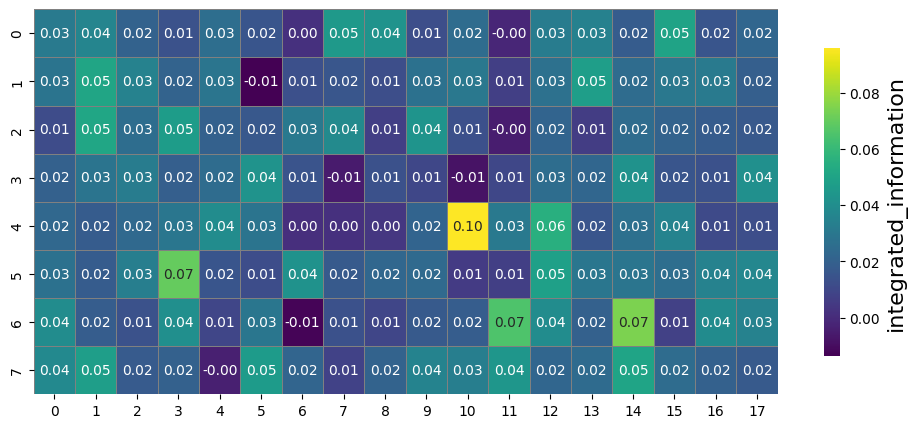 0 0.03 0.04 0.02 0.01 0.03 0.02 0.00 0.05 0.04 0.01 0.02 -0.00 0.03 0.03 0.02 0.05 0.02 0.02
1 0.03 0.05 0.03 0.02 0.03 -0.01 0.01 0.02 0.01 0.03 0.03 0.01 0.03 0.05 0.02 0.03 0.03 0.02
2 0.01 0.05 0.03 0.05 0.02 0.02 0.03 0.04 0.01 0.04 0.01 -0.00 0.02 0.01 0.02 0.02 0.02 0.02
3 0.02 0.03 0.03 0.02 0.02 0.04 0.01 -0.01 0.01 0.01 -0.01 0.01 0.03 0.02 0.04 0.02 0.01 0.04
4 0.02 0.02 0.02 0.03 0.04 0.03 0.00 0.00 0.00 0.02 0.10 0.03 0.06 0.02 0.03 0.04 0.01 0.01
5 0.03 0.02 0.03 0.07 0.02 0.01 0.04 0.02 0.02 0.02 0.01 0.01 0.05 0.03 0.03 0.03 0.04 0.04
6 0.04 0.02 0.01 0.04 0.01 0.03 -0.01 0.01 0.01 0.02 0.02 0.07 0.04 0.02 0.07 0.01 0.04 0.03
7 0.04 0.05 0.02 0.02 -0.00 0.05 0.02 0.01 0.02 0.04 0.03 0.04 0.02 0.02 0.05 0.02 0.02 0.02
0 1 2 3 4 5 6 7 8 9 10 11 12 13 14 15 16 17
0.08
0.06
0.04
0.02
0.00
integrated_information